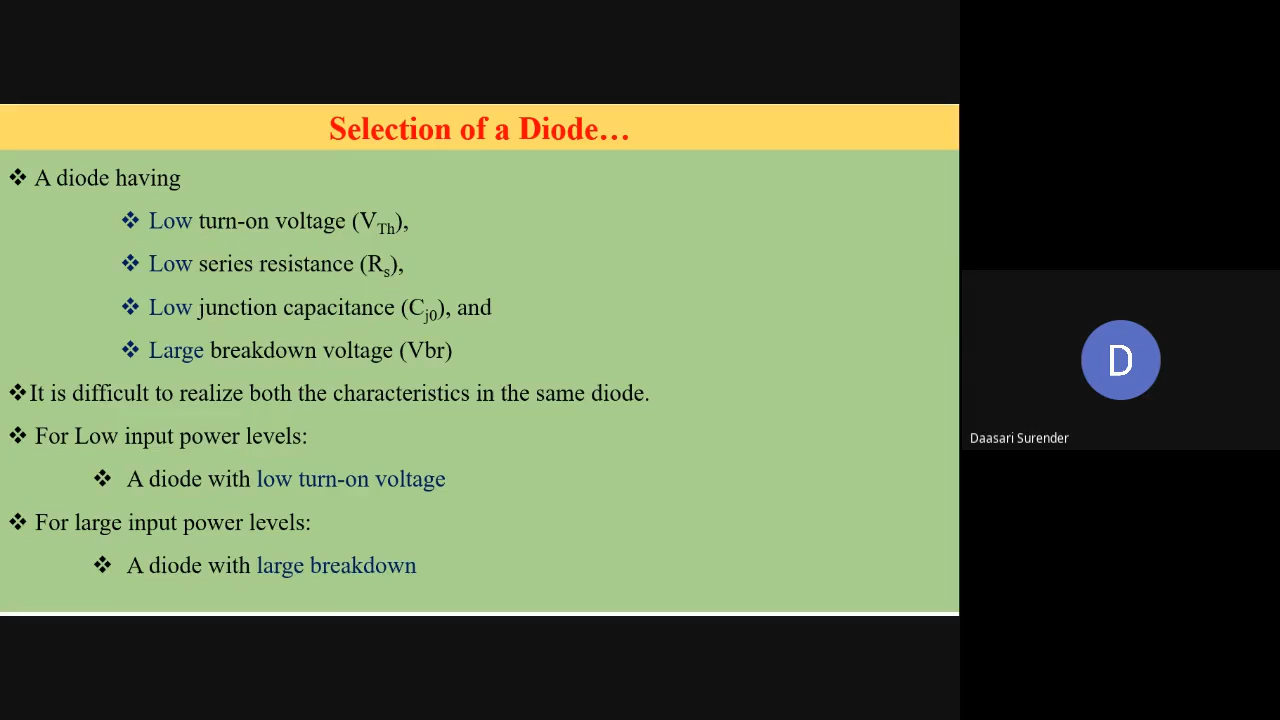 Selection of a Diode…
❖ A diode having
❖ Low turn-on voltage (VTh),
❖ Low series resistance (Rs),
❖ Low junction capacitance (Cj0), and
❖ Large breakdown voltage (Vbr)
❖It is difficult to realize both the characteristics in the same diode.
❖ For Low input power levels:
❖ A diode with low turn-on voltage
❖ For large input power levels:
❖ A diode with large breakdown
D
Daasari Surender